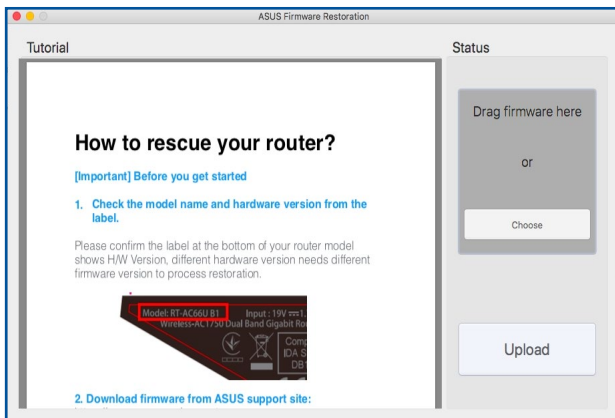 ASUS Firmware Restoration
Tutorial
Status
How to rescue your router?
[Important] Before you get started
1. Check the model name and hardware version from the
label.
Please confirm the label at the bottom of your router model
shows H/W Version, different hardware version needs different
firmware version to process restoration.
Model: RT-AC66U B1 Input : 19V
Wireless-AC1750 Dual Band Gigabit
IDA
2. Download firmware from ASUS support site:
Drag firmware here
or
Choose
Upload